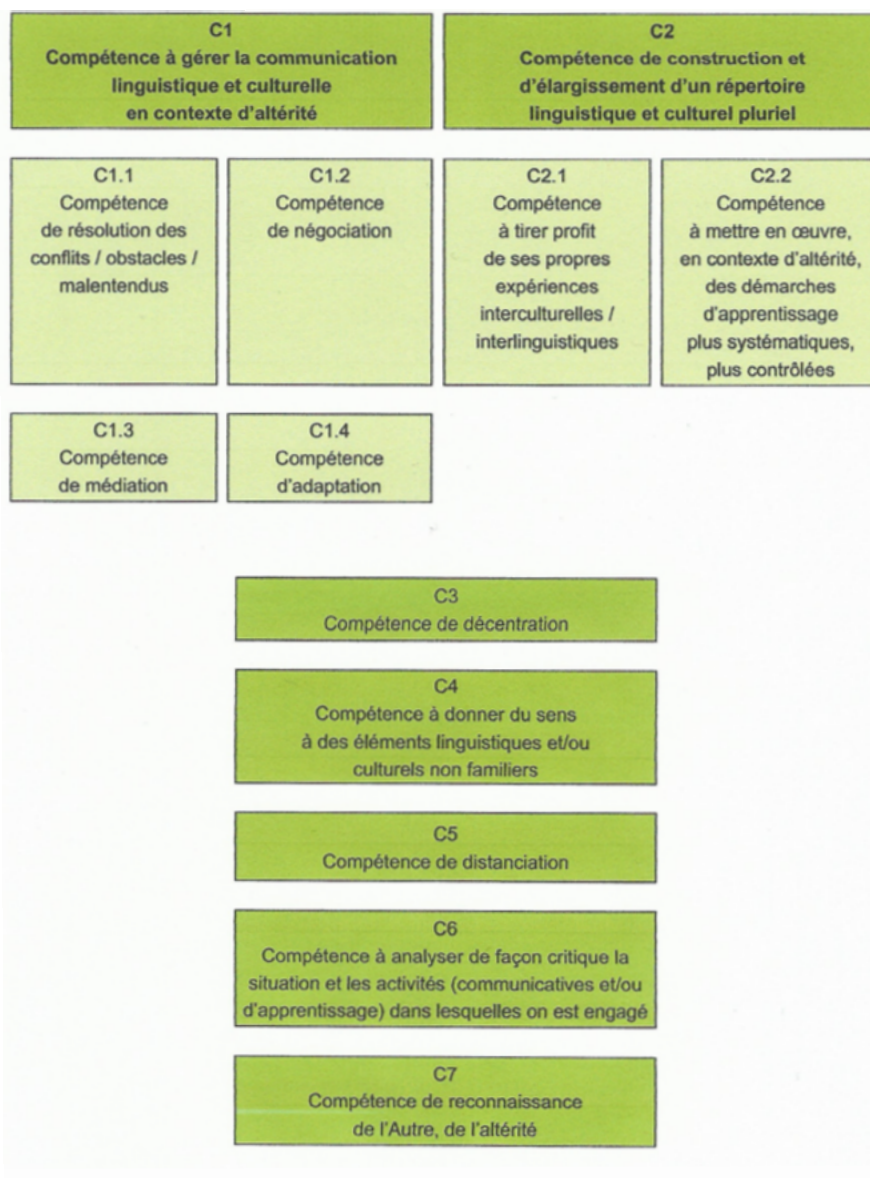 C1
Compétence à gérer la communication
linguistique et culturelle
en contexte d'altérité
C2
Compétence de construction et
d'élargissement d'un répertoire
linguistique et culturel pluriel
C1.1
Compétence
de résolution des
conflits / obstacles /
malentendus
C1.2
Compétence
de négociation
C2.1
Compétence
à tirer profit
de ses propres
expériences
interculturelles /
interlinguistiques
C2.2
Compétence
à mettre en œuvre,
en contexte d'altérité,
des démarches
d'apprentissage
plus systématiques,
plus contrôlées
C1.3
Compétence
de médiation
C1.4
Compétence
d'adaptation
C3
Compétence de décentration
C4
Compétence à donner du sens
à des éléments linguistiques et/ou
culturels non familiers
C5
Compétence de distanciation
C6
Compétence à analyser de façon critique la
situation et les activités (communicatives et/ou
d'apprentissage) dans lesquelles on est engagé
C7
Compétence de reconnaissance
de l'Autre, de l'altérité